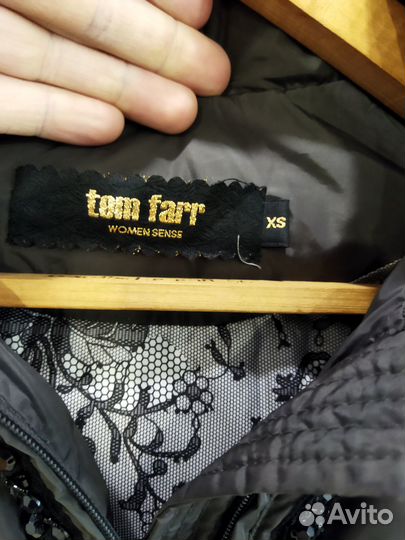 tom farr
WOMEN SENSE
XS
Avito